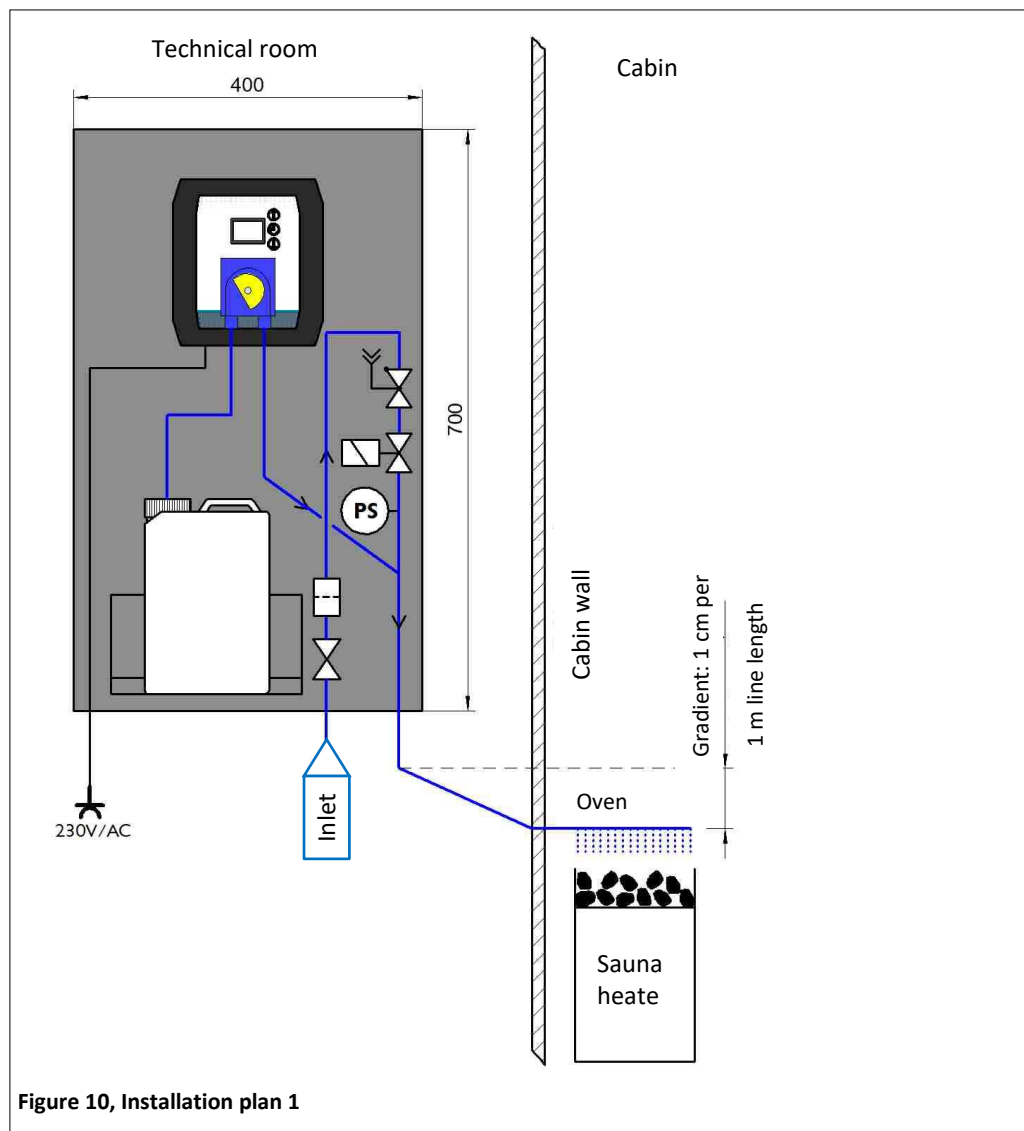 Technical room
Cabin
400
700
PS
Cabin wall
Gradient: 1 cm per
1 m line length
Oven
Inlet
230V/AC
Sauna
heate
Figure 10, Installation plan 1